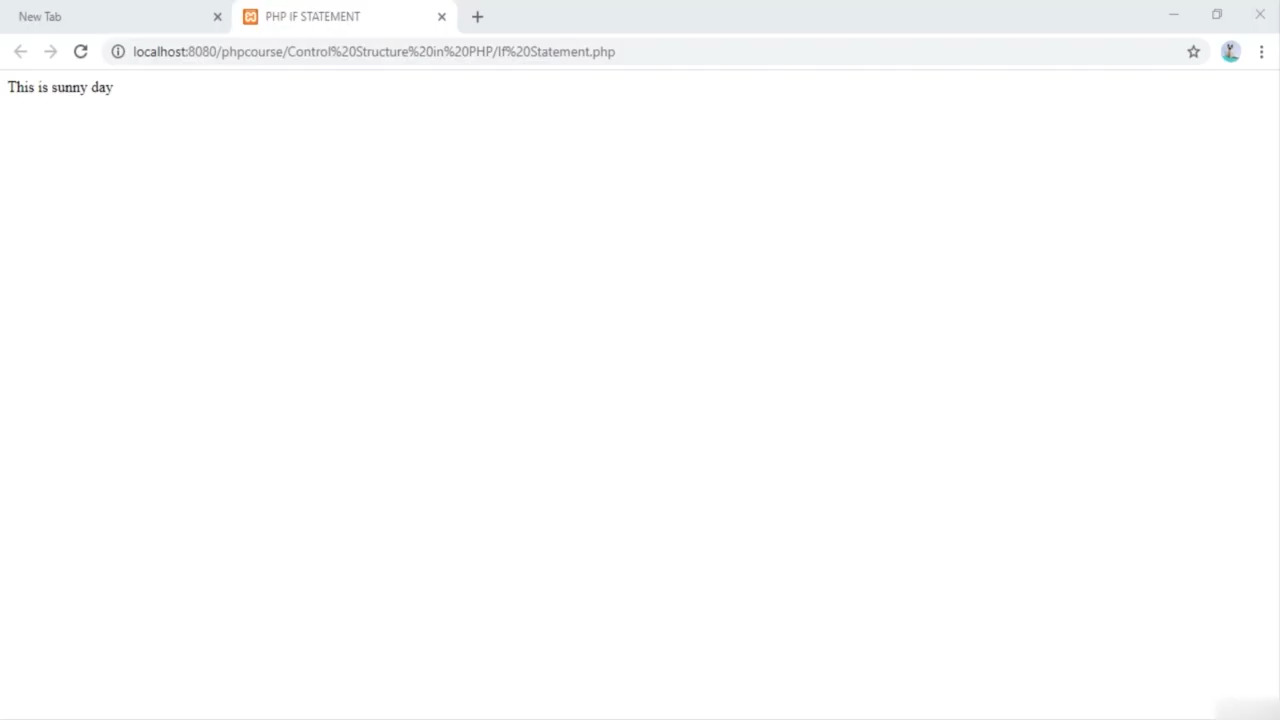 New Tab
PHP IF STATEMENT
localhost:8080/phpcourse/Control%20Structure%20in%20PHP/If%20Statement.php
This is sunny day